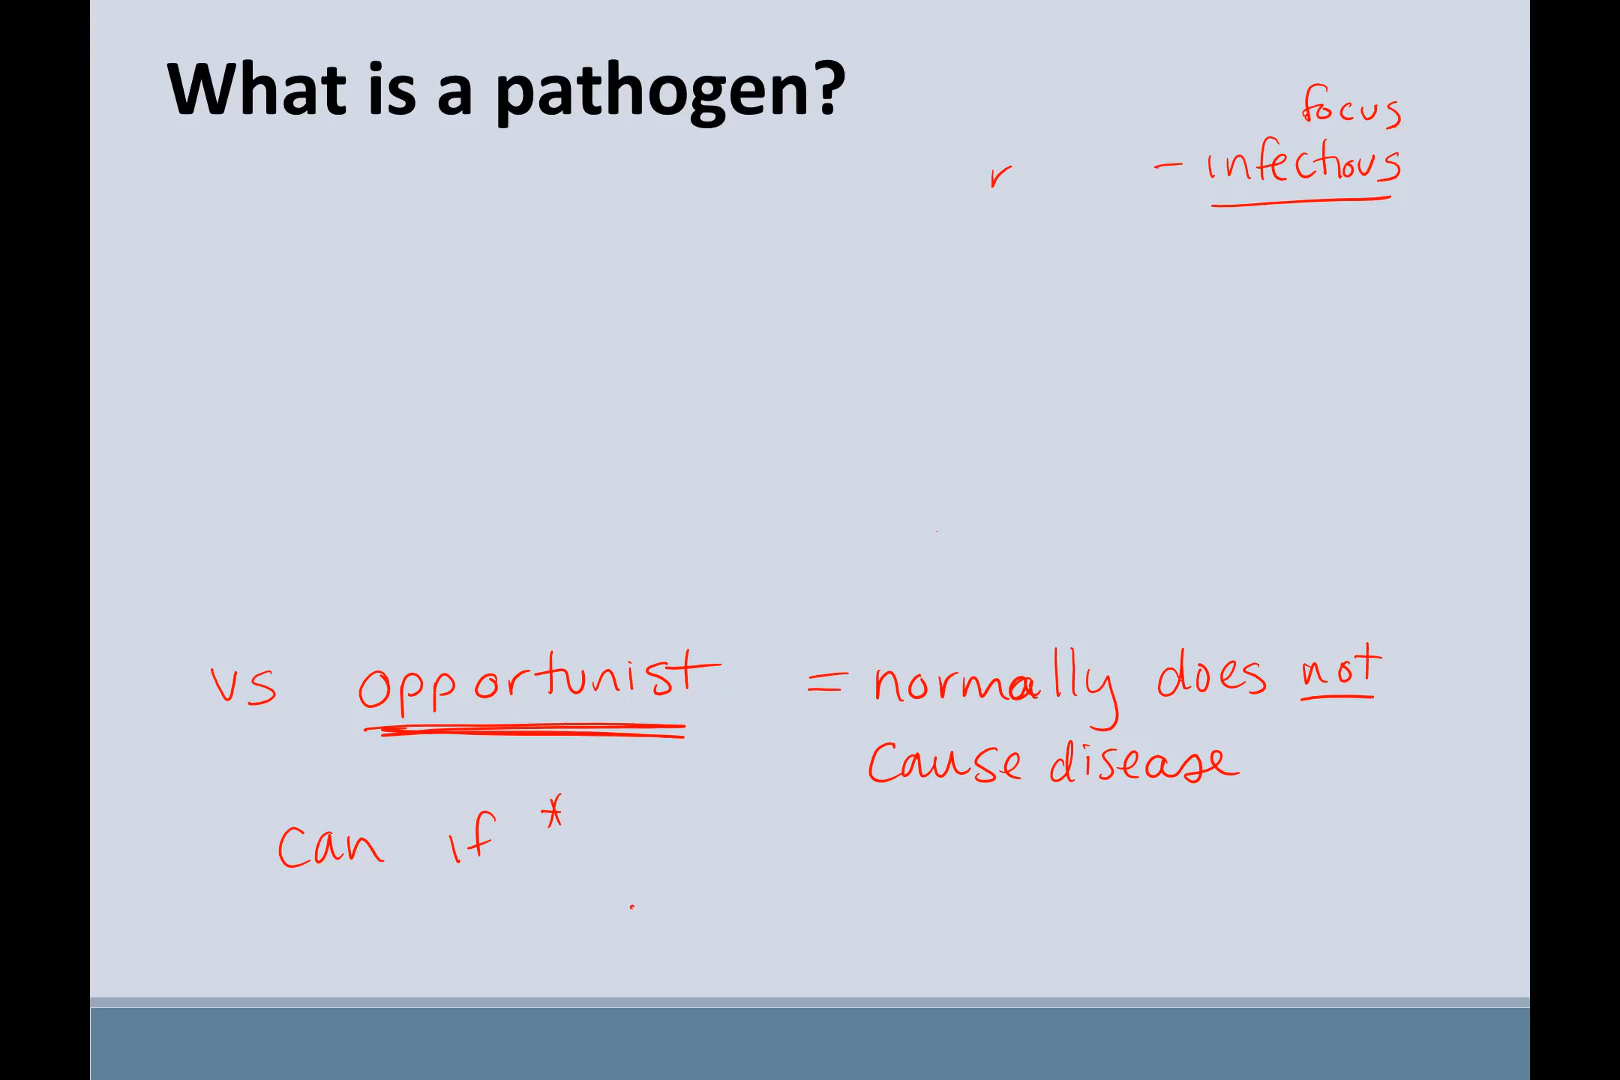 What is a pathogen?
focus
r - infectious
vs opportunist = normally does not
cause disease
can if *